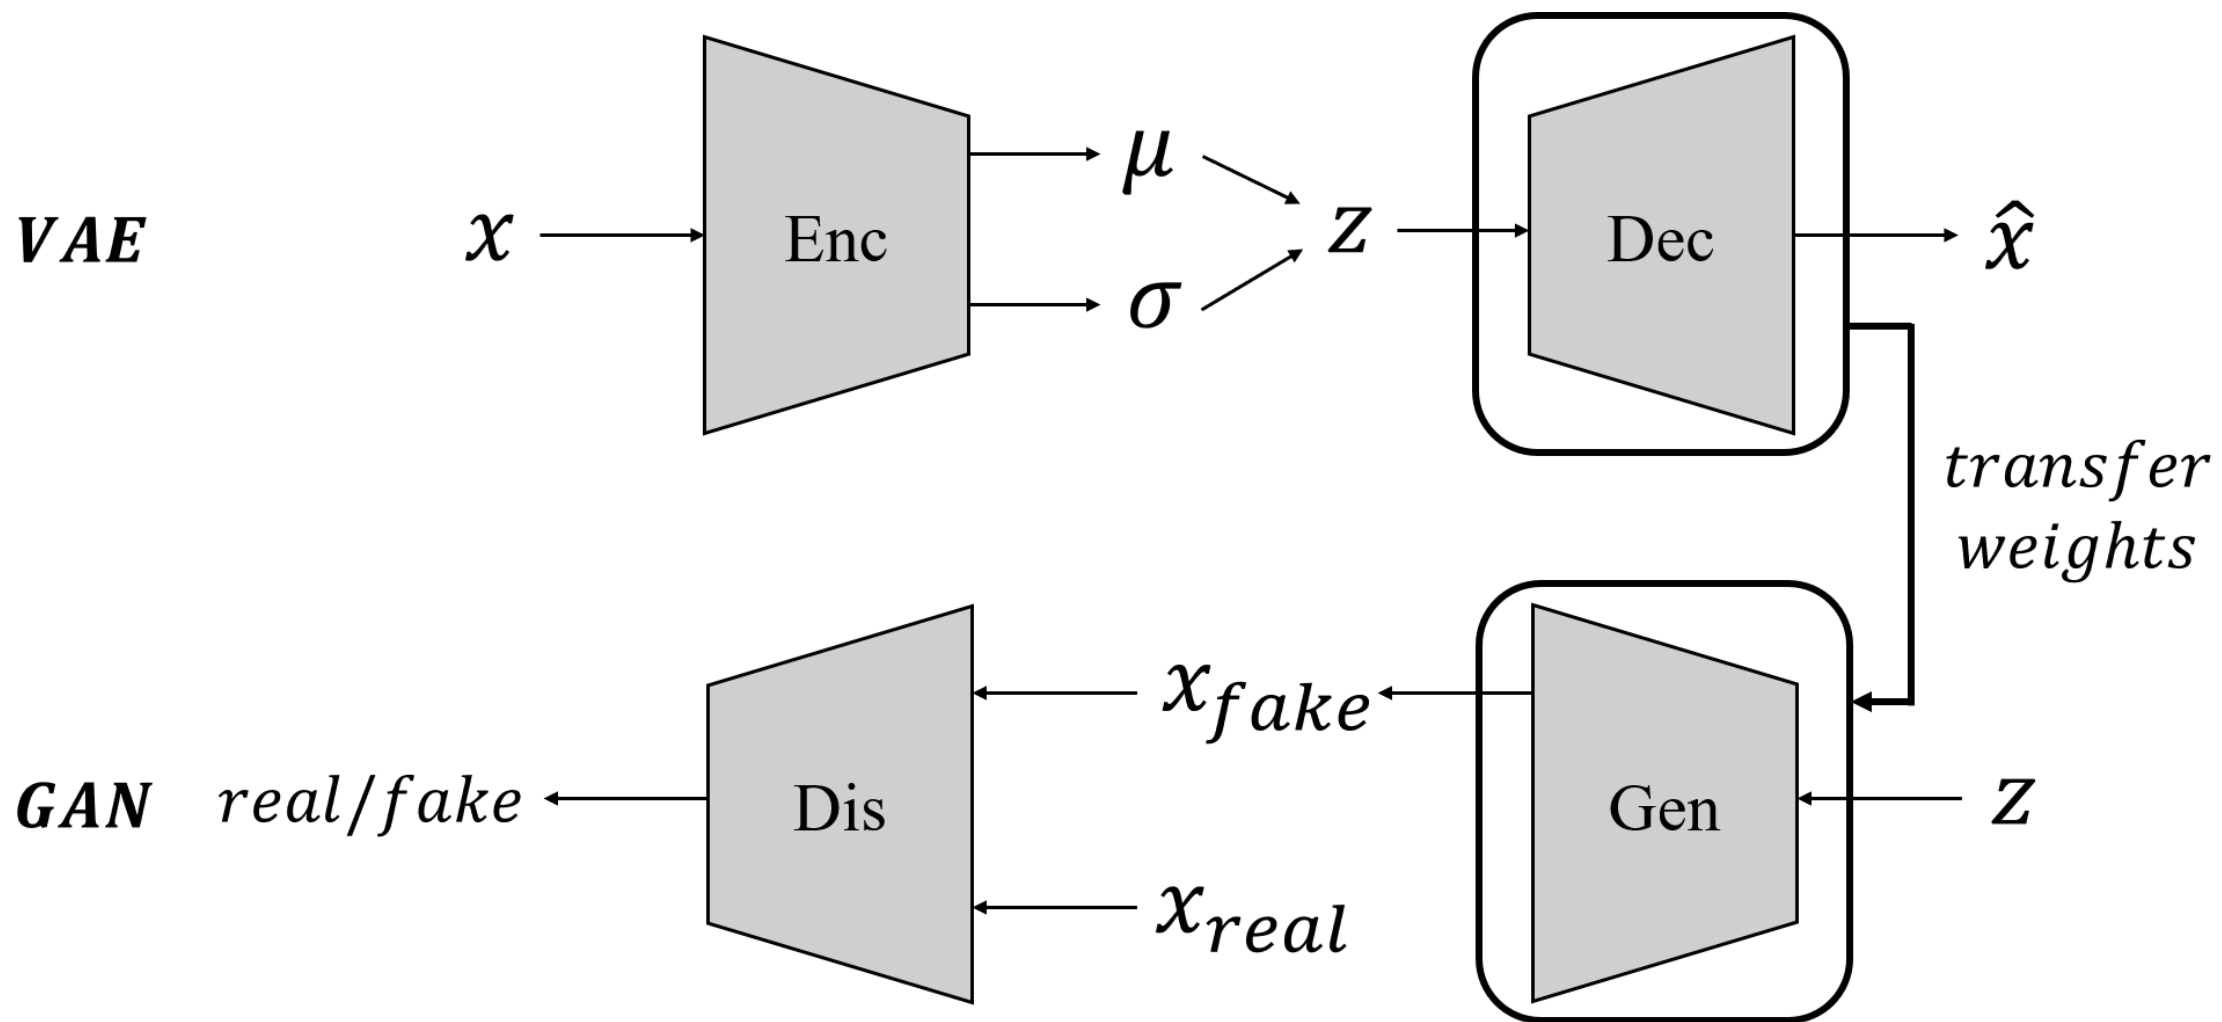 VAE
x
Enc
μ
σ
z
Dec
x̂
transfer
weights
GAN
real/fake
Dis
x_fake
x_real
Gen
z